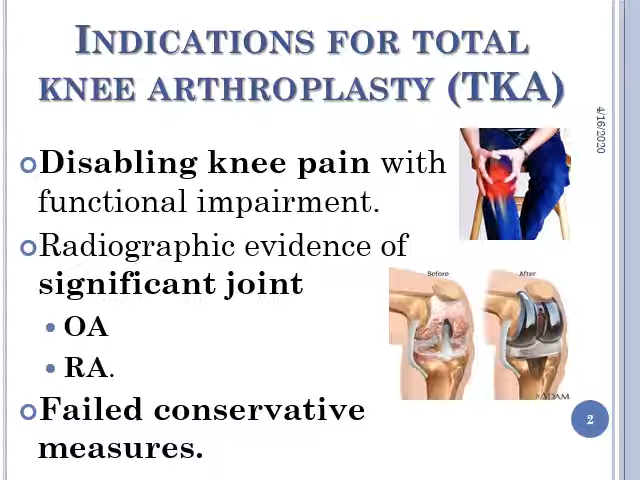 INDICATIONS FOR TOTAL
KNEE ARTHROPLASTY (TKA)
4/16/2020
Disabling knee pain with
functional impairment.
Radiographic evidence of
significant joint
Before
After
OA
RA.
ADAM
Failed conservative
measures.
2